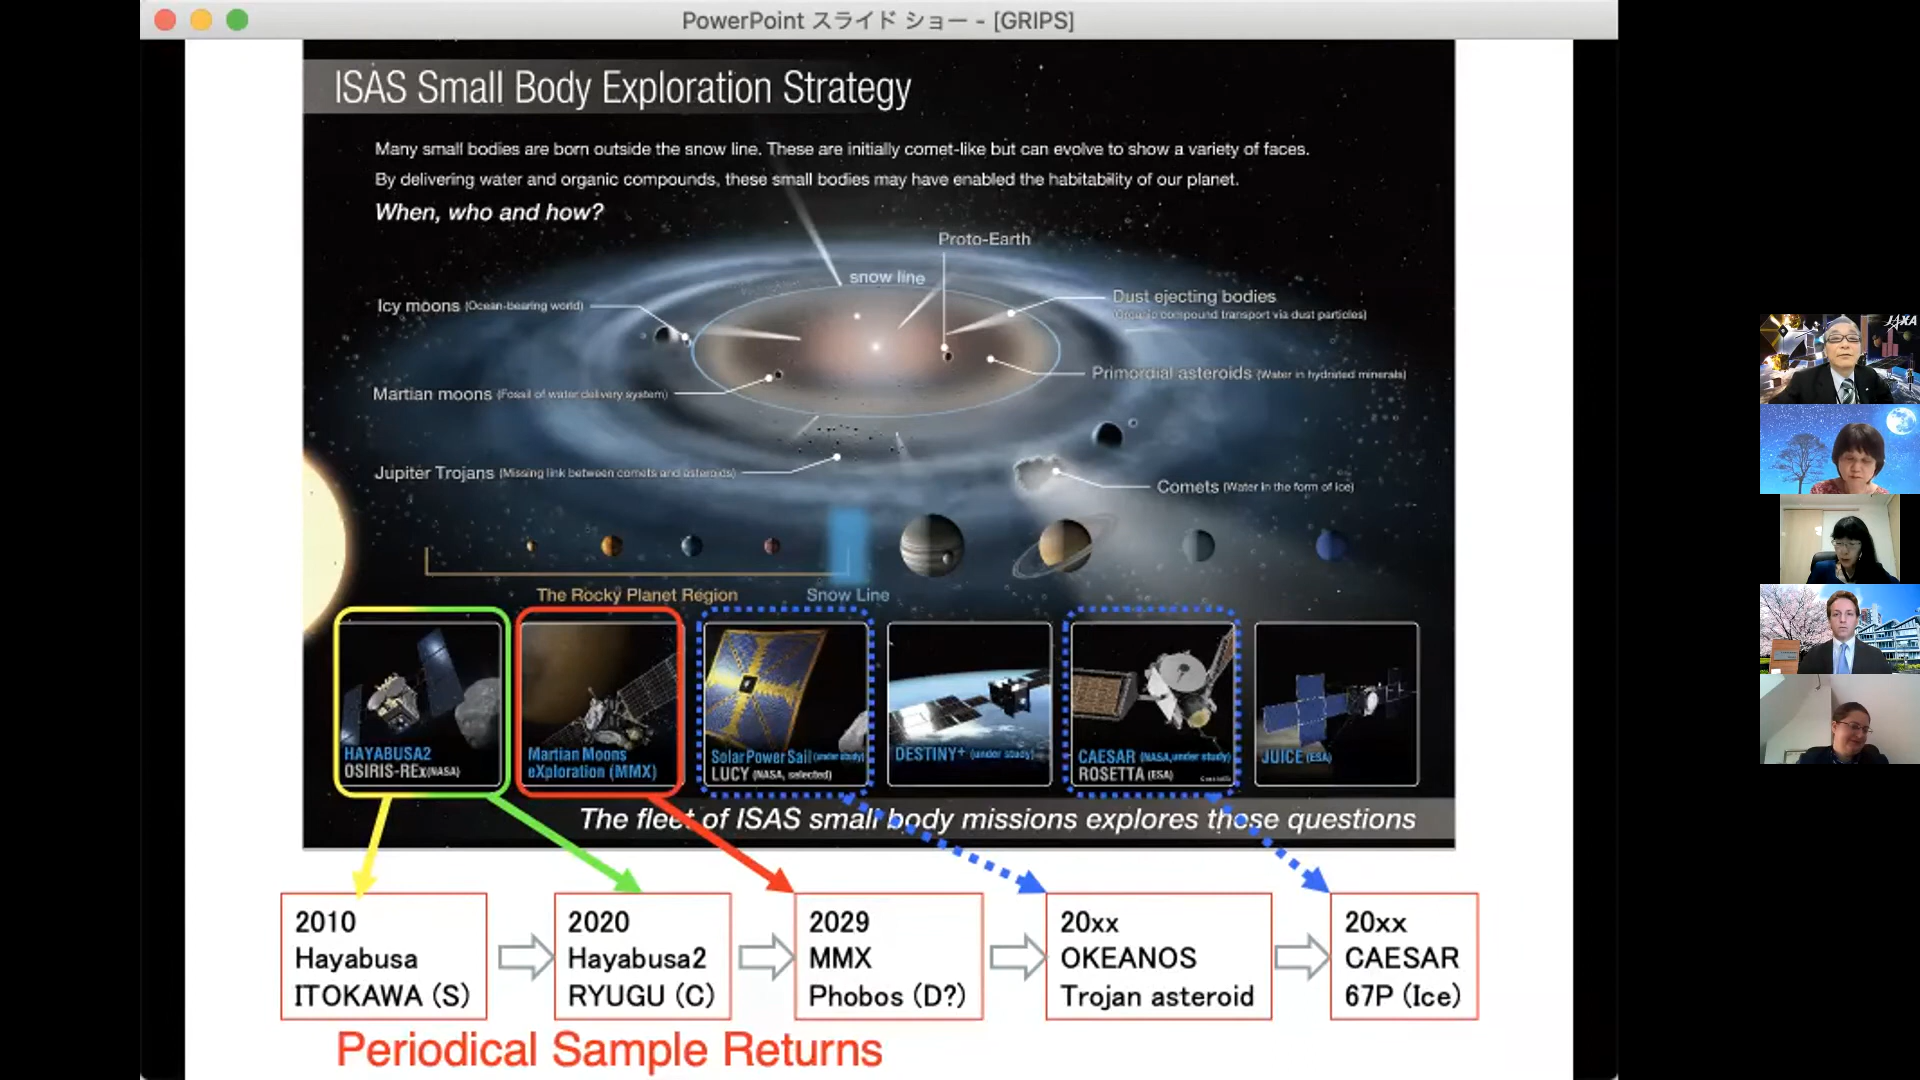 PowerPoint スライド ショー - [GRIPS]
ISAS Small Body Exploration Strategy
Many small bodies are born outside the snow line. These are initially comet-like but can evolve to show a variety of faces.
By delivering water and organic compounds, these small bodies may have enabled the habitability of our planet.
When, who and how?
Proto-Earth
snow line
Icy moons (Ocean-bearing world)
Dust ejecting bodies
(Organic compound transport via dust particles)
Primordial asteroids (Water in hydrated minerals)
Martian moons (Fossil of water delivery system)
Jupiter Trojans (Missing link between comets and asteroids)
Comets (Water in the form of ice)
The Rocky Planet Region
Snow Line
HAYABUSA2
OSIRIS-REx(NASA)
Martian Moons
eXploration (MMX)
Solar Power Sail (under study)
LUCY (NASA, selected)
DESTINY+ (under study)
CAESAR (NASA,under study)
ROSETTA (ESA)
JUICE (ESA)
The fleet of ISAS small body missions explores these questions
2010
Hayabusa
ITOKAWA (S)
2020
Hayabusa2
RYUGU (C)
2029
MMX
Phobos (D?)
20xx
OKEANOS
Trojan asteroid
20xx
CAESAR
67P (Ice)
Periodical Sample Returns
JAXA